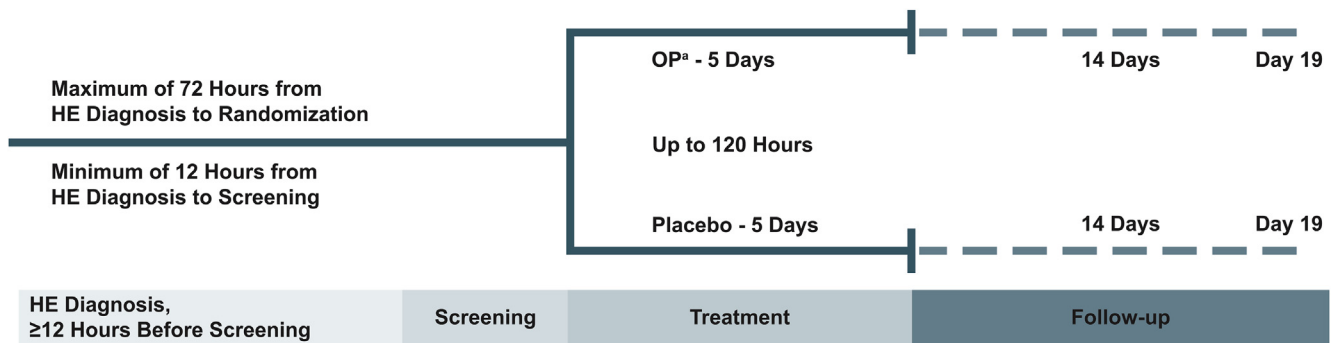 Maximum of 72 Hours from
HE Diagnosis to Randomization
Minimum of 12 Hours from
HE Diagnosis to Screening
OPᵃ - 5 Days
14 Days
Day 19
Up to 120 Hours
Placebo - 5 Days
14 Days
Day 19
HE Diagnosis,
≥12 Hours Before Screening
Screening
Treatment
Follow-up